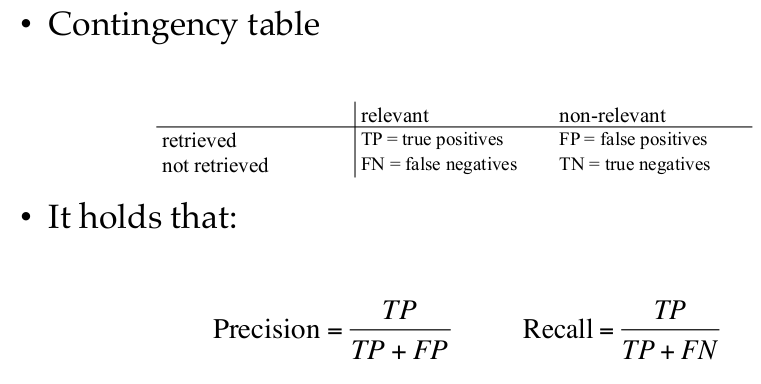 • Contingency table
relevant non-relevant
retrieved TP = true positives FP = false positives
not retrieved FN = false negatives TN = true negatives
• It holds that:
Precision = TP / TP + FP Recall = TP / TP + FN